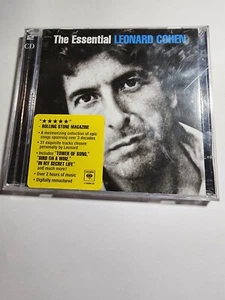 The Essential LEONARD COHEN
CD
"★★★★★"
- ROLLING STONE MAGAZINE
• A mesmerizing collection of epic
songs spanning over 3 decades
• 31 exquisite tracks chosen
personally by Leonard
• Includes "TOWER OF SONG,"
"BIRD ON A WIRE,"
"IN MY SECRET LIFE"
and much more!
• Over 2 hours of music
• Digitally remastered